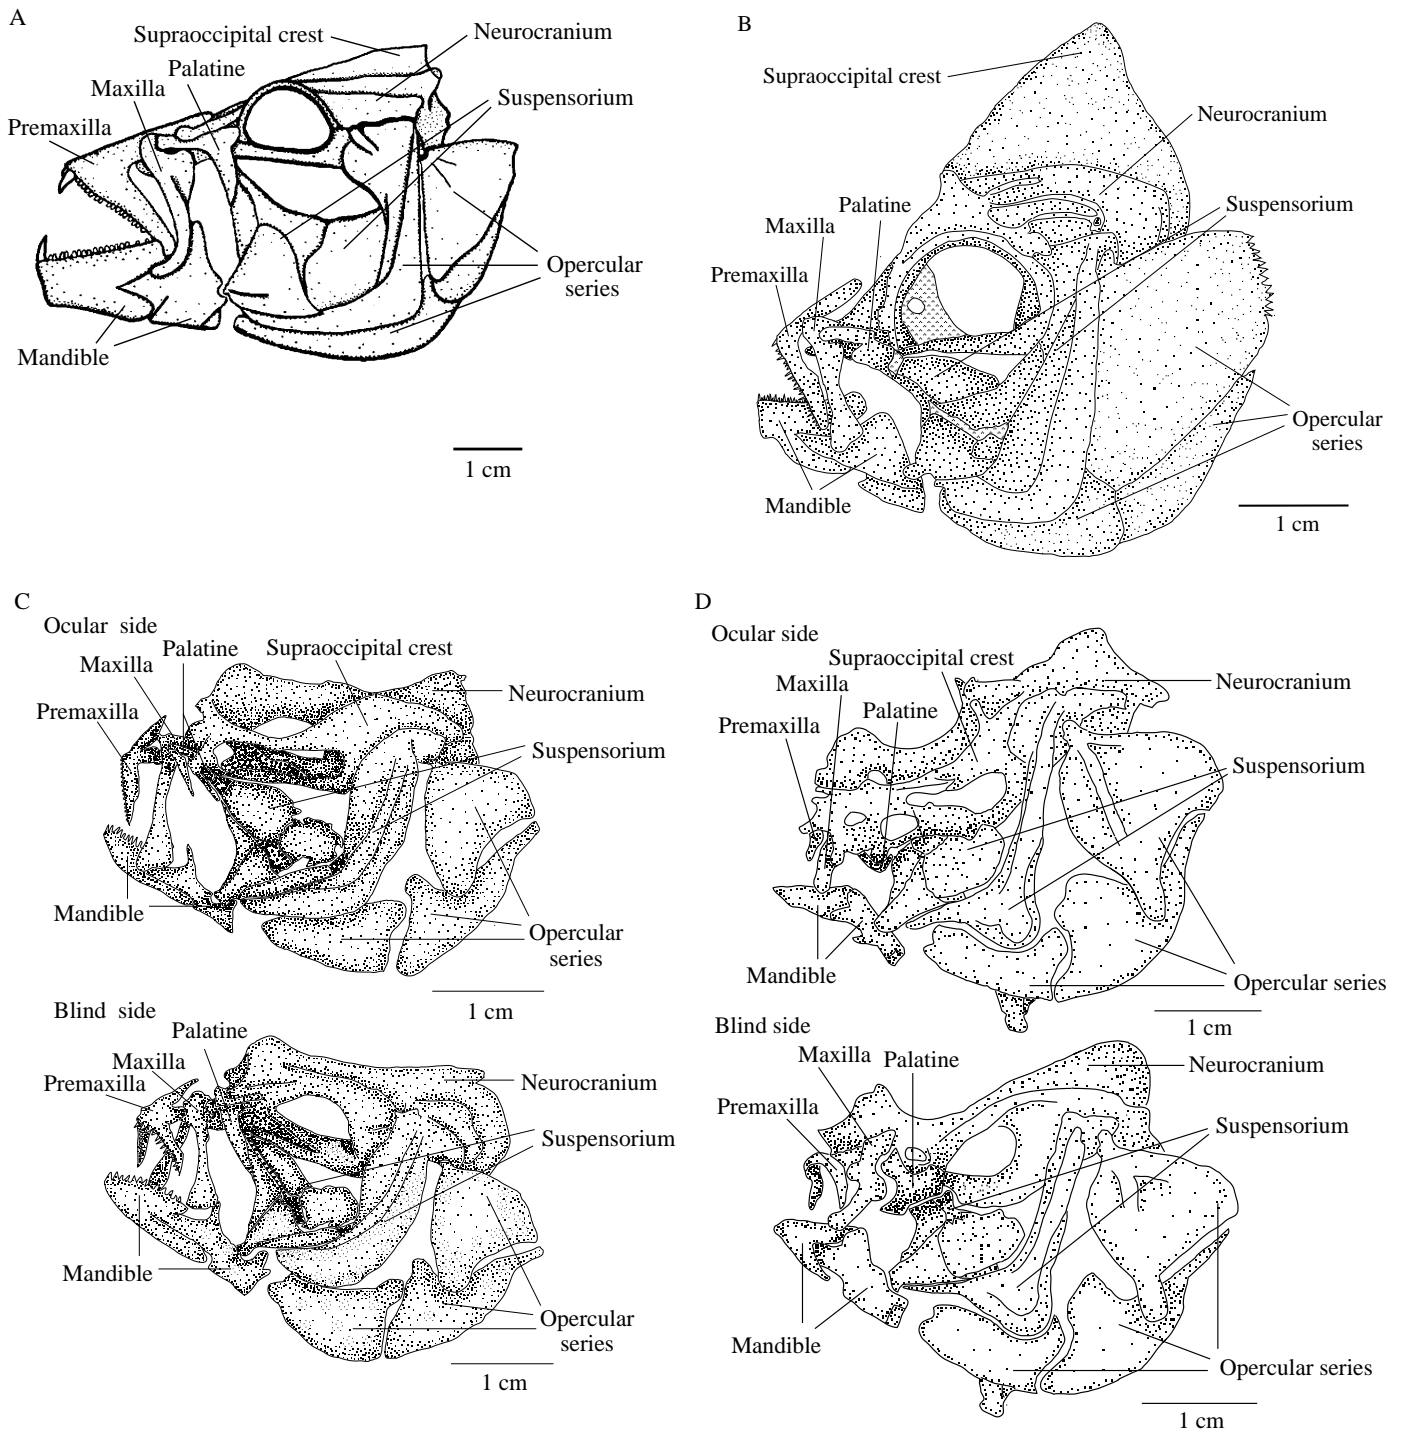 A
Supraoccipital crest
Neurocranium
Palatine
Maxilla
Suspensorium
Premaxilla
Opercular
series
Mandible
1 cm
B
Supraoccipital crest
Neurocranium
Palatine
Suspensorium
Maxilla
Premaxilla
Opercular
series
Mandible
1 cm
C
Ocular side
Palatine
Supraoccipital crest
Maxilla
Neurocranium
Premaxilla
Suspensorium
Mandible
Opercular
series
1 cm
Blind side
Palatine
Maxilla
Premaxilla
Neurocranium
Suspensorium
Mandible
Opercular
series
1 cm
D
Ocular side
Supraoccipital crest
Maxilla
Neurocranium
Palatine
Premaxilla
Suspensorium
Mandible
Opercular series
1 cm
Blind side
Maxilla
Palatine
Neurocranium
Premaxilla
Suspensorium
Mandible
Opercular series
1 cm